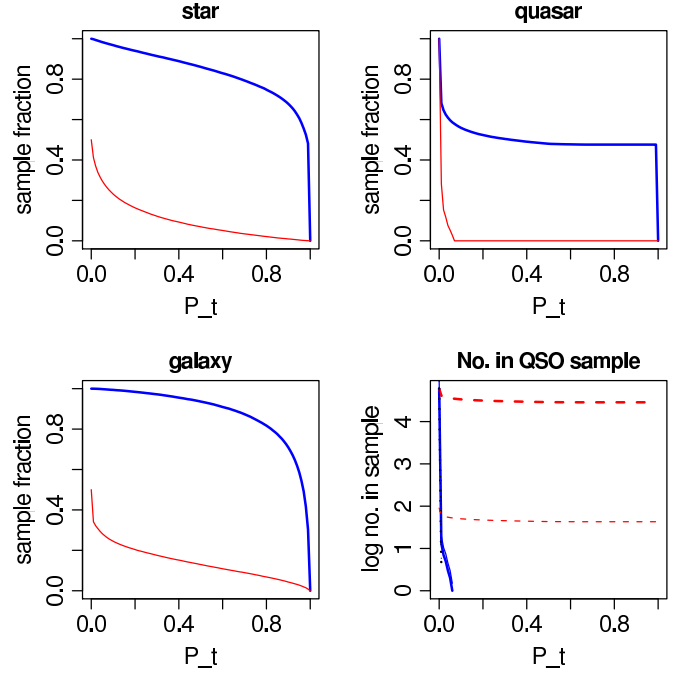 star
sample fraction
0.0 0.4 0.8
0.0 0.4 0.8
P_t
quasar
sample fraction
0.0 0.4 0.8
0.0 0.4 0.8
P_t
galaxy
sample fraction
0.0 0.4 0.8
0.0 0.4 0.8
P_t
No. in QSO sample
log no. in sample
0 1 2 4
0.0 0.4 0.8
P_t